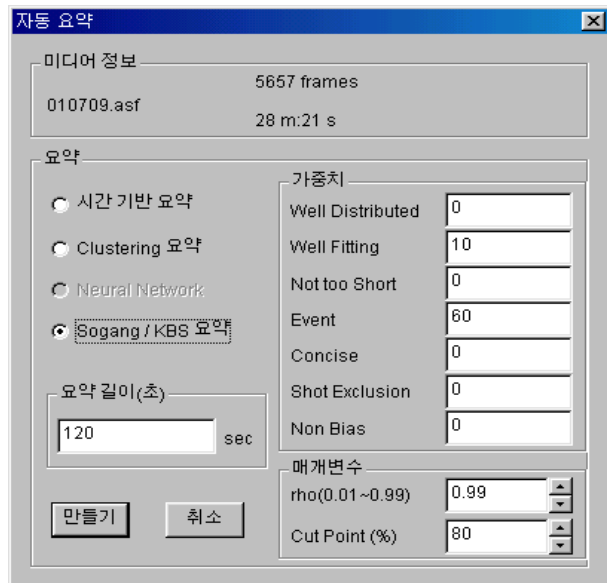 자동 요약
미디어 정보
5657 frames
010709.asf
28 m:21 s
요약
시간 기반 요약
Clustering 요약
Neural Network
Sogang / KBS 요약
요약 길이(초)
120 sec
만들기 취소
가중치
Well Distributed 0
Well Fitting 10
Not too Short 0
Event 60
Concise 0
Shot Exclusion 0
Non Bias 0
매개변수
rho(0.01~0.99) 0.99
Cut Point (%) 80